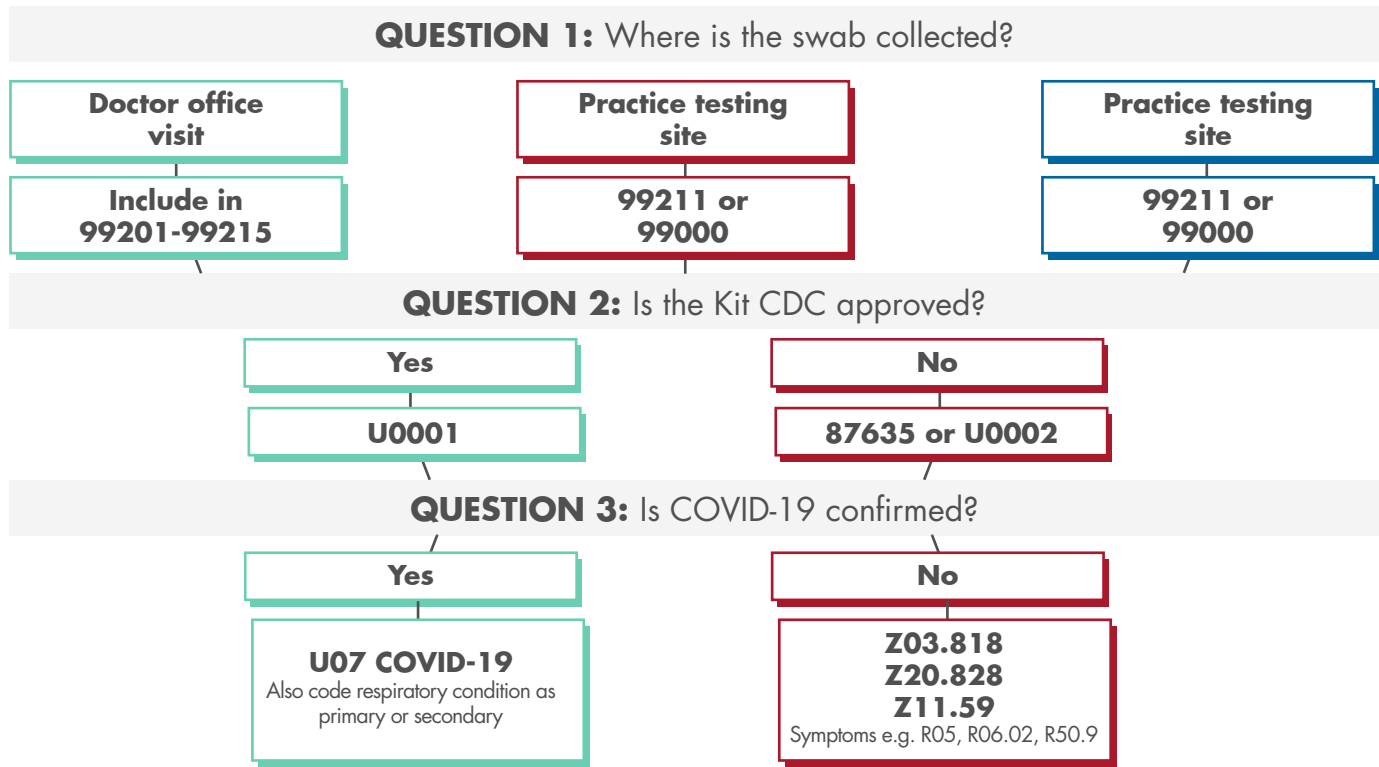 QUESTION 1: Where is the swab collected?
Doctor office
visit
Include in
99201-99215
Practice testing
site
99211 or
99000
Practice testing
site
99211 or
99000
QUESTION 2: Is the Kit CDC approved?
Yes
U0001
No
87635 or U0002
QUESTION 3: Is COVID-19 confirmed?
Yes
U07 COVID-19
Also code respiratory condition as
primary or secondary
No
Z03.818
Z20.828
Z11.59
Symptoms e.g. R05, R06.02, R50.9